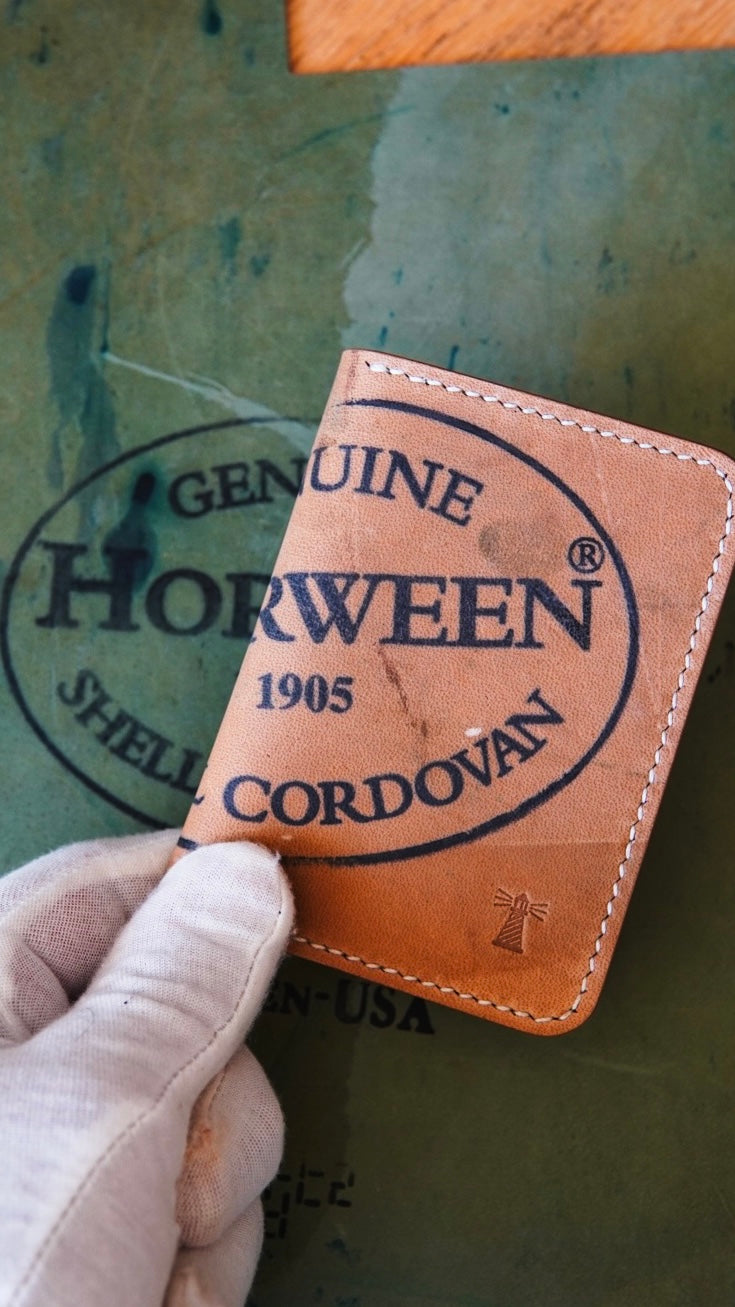 GENUINE
HORWEEN®
1905
SHELL CORDOVAN
EN-USA